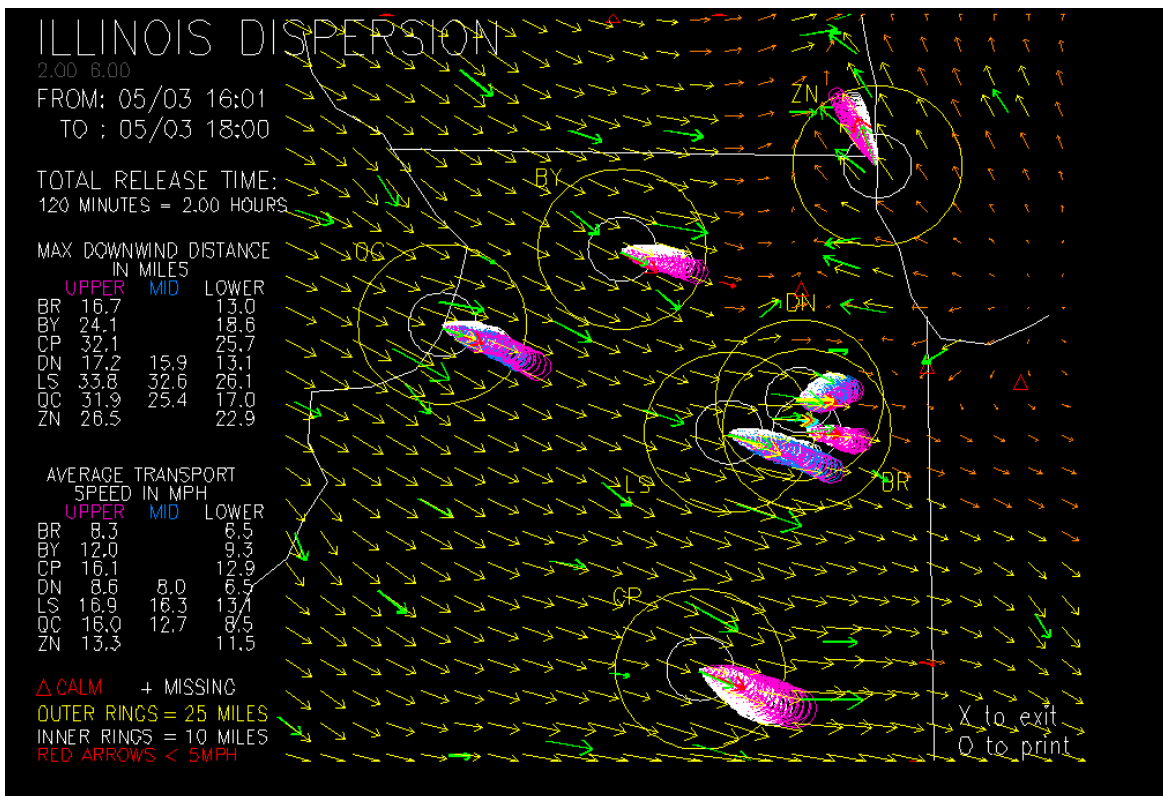 ILLINOIS DISPERSION
2.00 6.00
FROM: 05/03 16:01
TO : 05/03 18:00
TOTAL RELEASE TIME:
120 MINUTES = 2.00 HOURS
MAX DOWNWIND DISTANCE
IN MILES
UPPER MID LOWER
BR 16.7 13.0
BY 24.1 18.6
CP 32.1 25.7
DN 17.2 15.9 13.1
LS 33.8 32.6 26.1
QC 31.9 25.4 17.0
ZN 26.5 22.9
AVERAGE TRANSPORT
SPEED IN MPH
UPPER MID LOWER
BR 8.3 6.5
BY 12.0 9.3
CP 16.1 12.9
DN 8.6 8.0 6.5
LS 16.9 16.3 13.1
QC 16.0 12.7 8.5
ZN 13.3 11.5
△ CALM + MISSING
OUTER RINGS = 25 MILES
INNER RINGS = 10 MILES
RED ARROWS < 5MPH
ZN
BY
QC
DN
LS
BR
CP
X to exit
O to print